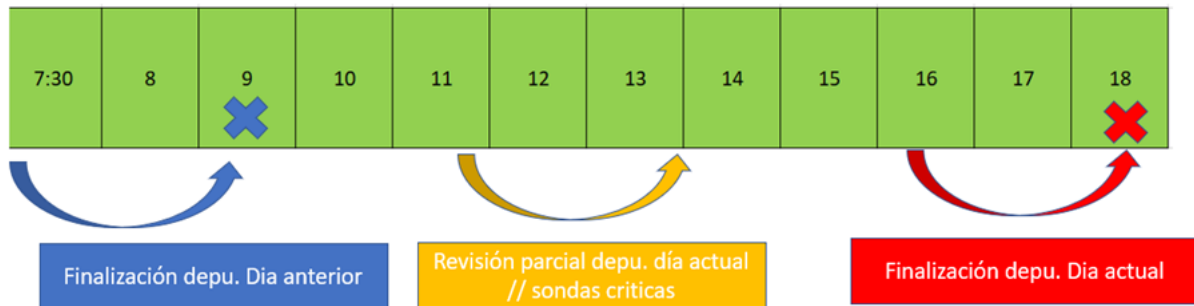 7:30 8 9 10 11 12 13 14 15 16 17 18
Finalización depu. Dia anterior
Revisión parcial depu. día actual
// sondas criticas
Finalización depu. Dia actual